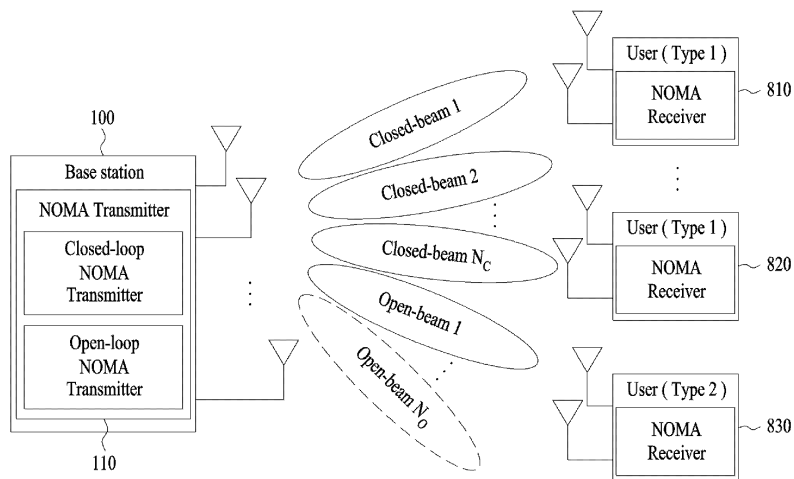 100
Base station
NOMA Transmitter
Closed-loop
NOMA
Transmitter
Open-loop
NOMA
Transmitter
110
Closed-beam 1
Closed-beam 2
Closed-beam N_C
Open-beam 1
Open-beam N_O
User ( Type 1 )
NOMA
Receiver
810
User ( Type 1 )
NOMA
Receiver
820
User ( Type 2 )
NOMA
Receiver
830